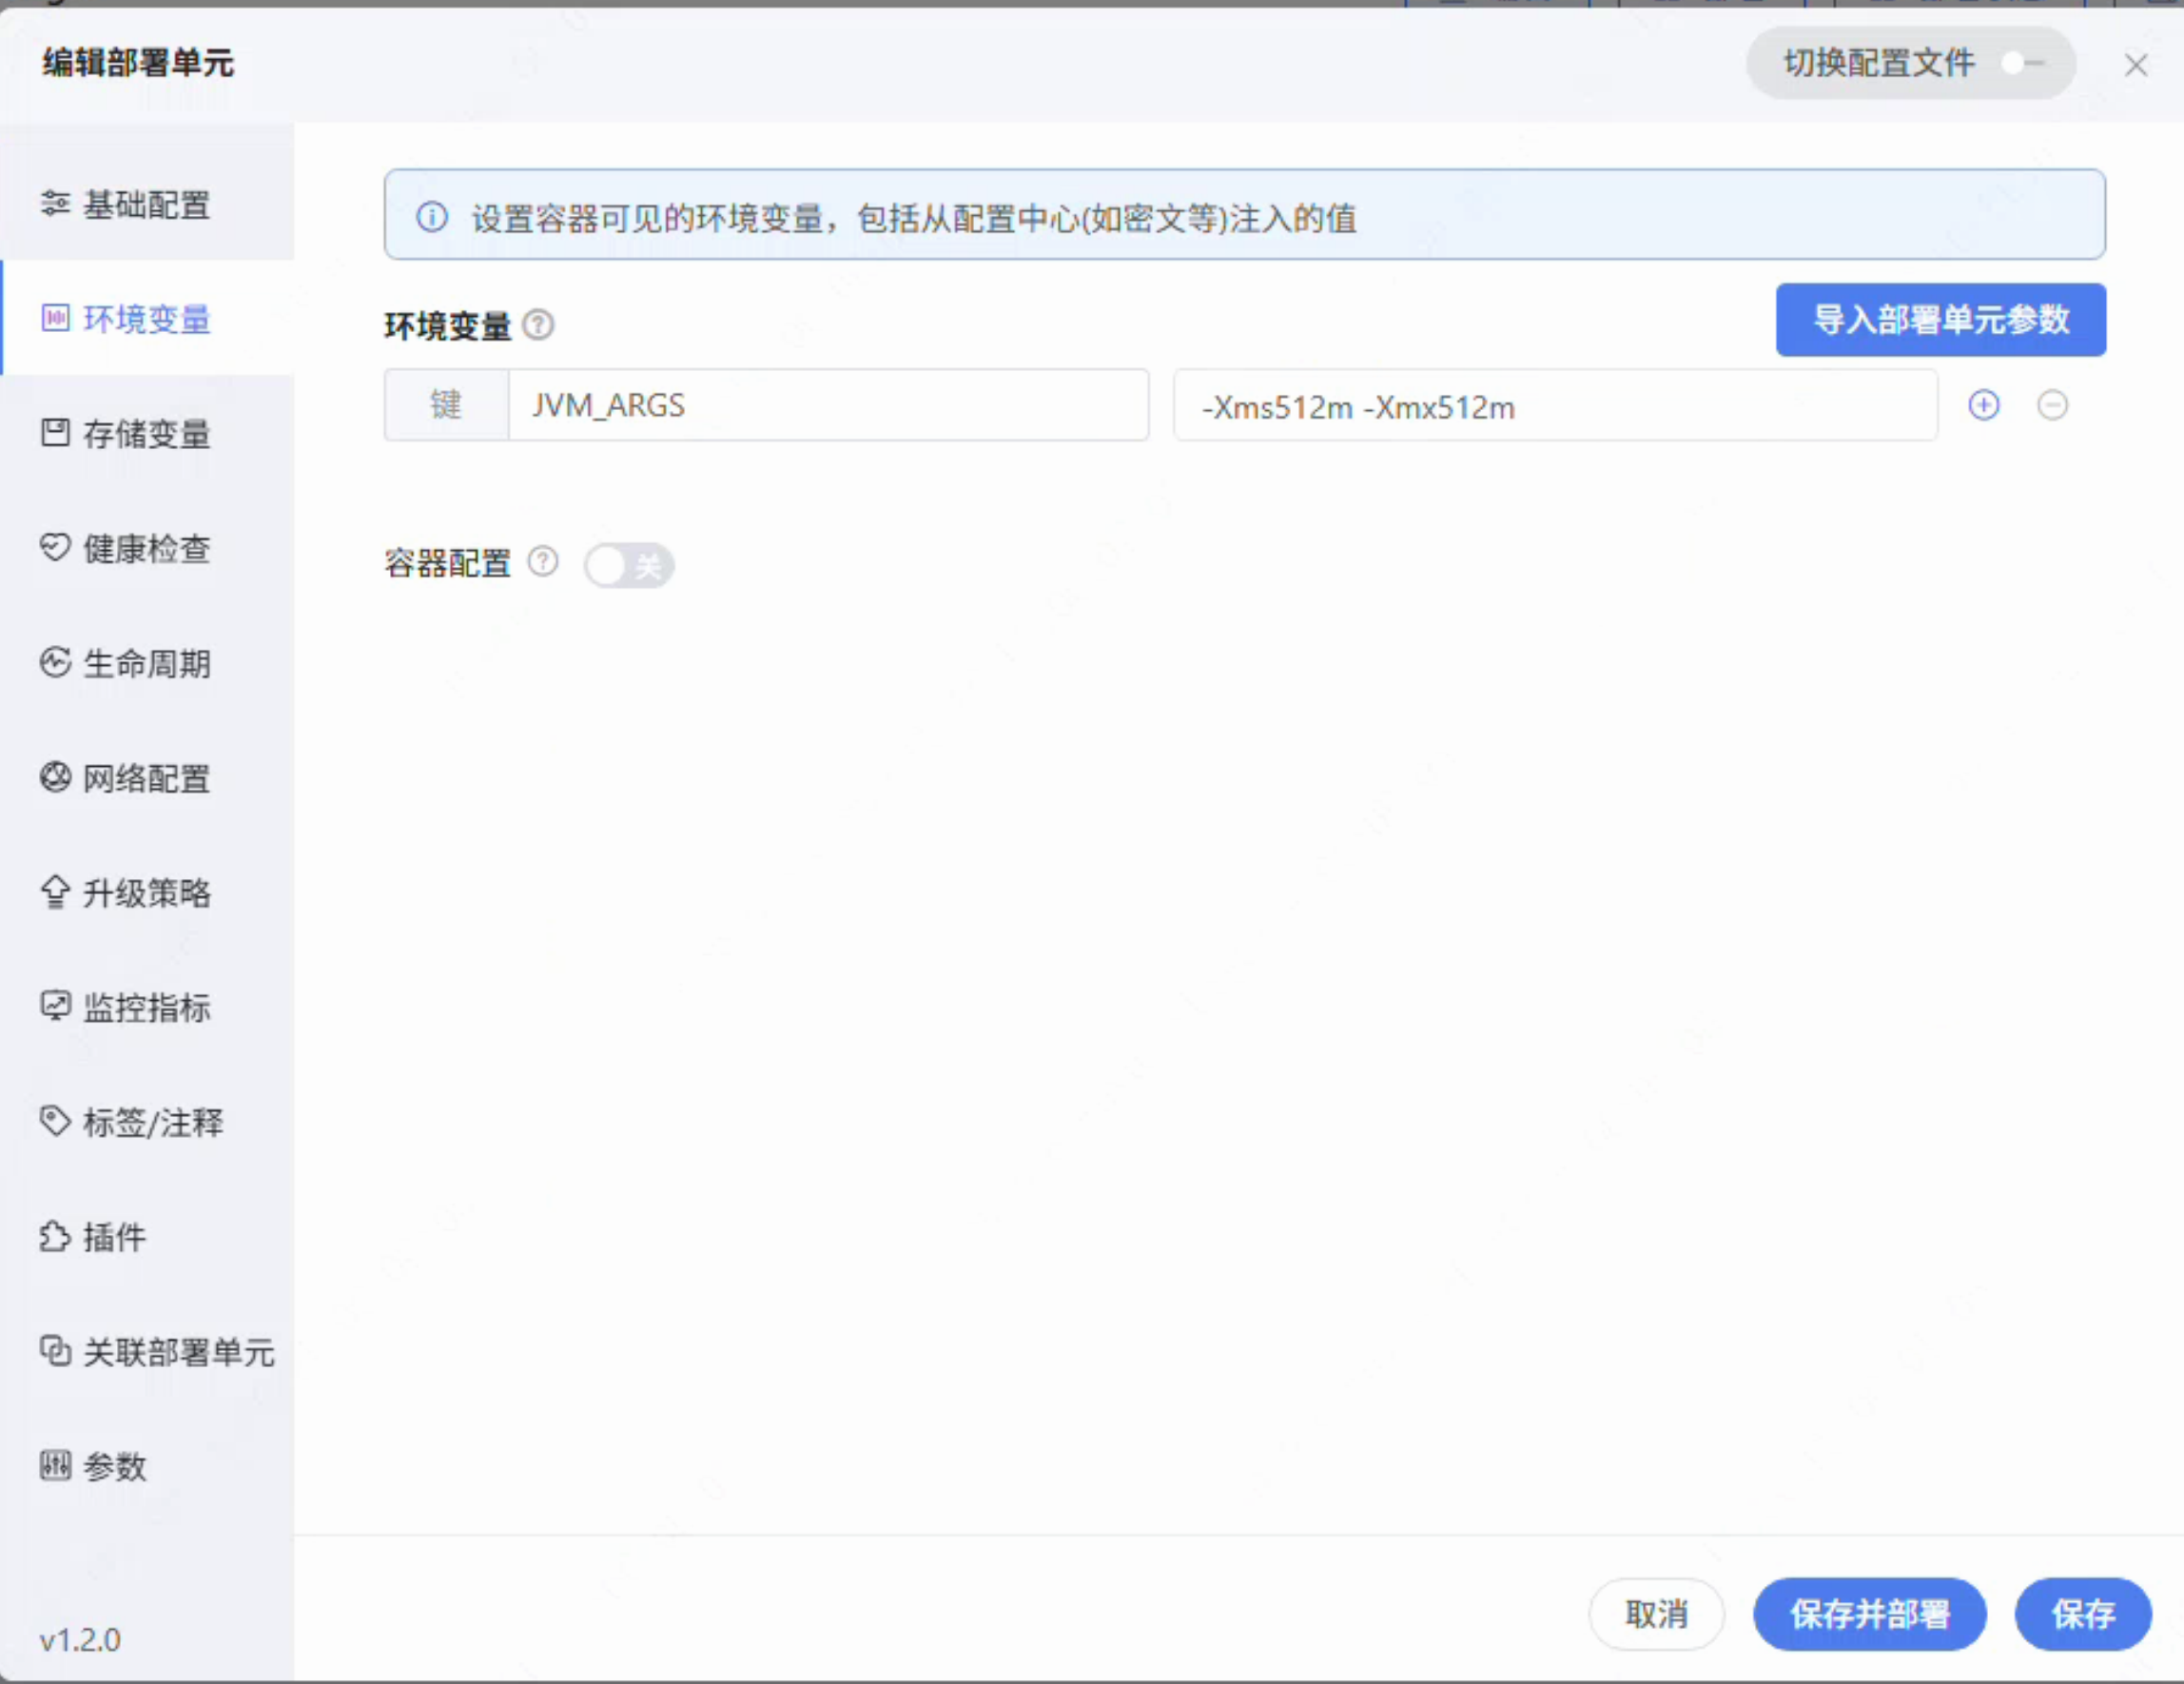 编辑部署单元
切换配置文件
基础配置
环境变量
存储变量
健康检查
生命周期
网络配置
升级策略
监控指标
标签/注释
插件
关联部署单元
参数
v1.2.0
设置容器可见的环境变量，包括从配置中心(如密文等)注入的值
环境变量
导入部署单元参数
键 JVM_ARGS -Xms512m -Xmx512m
容器配置 关
取消 保存并部署 保存